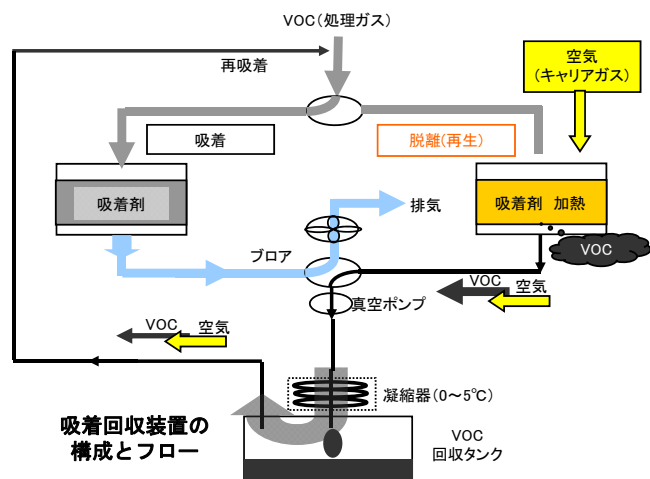 VOC(処理ガス)
再吸着
空気
(キャリアガス)
吸着
脱離(再生)
吸着剤
吸着剤 加熱
排気
VOC
ブロア
真空ポンプ
VOC 空気
VOC 空気
凝縮器(0～5℃)
吸着回収装置の
構成とフロー
VOC
回収タンク